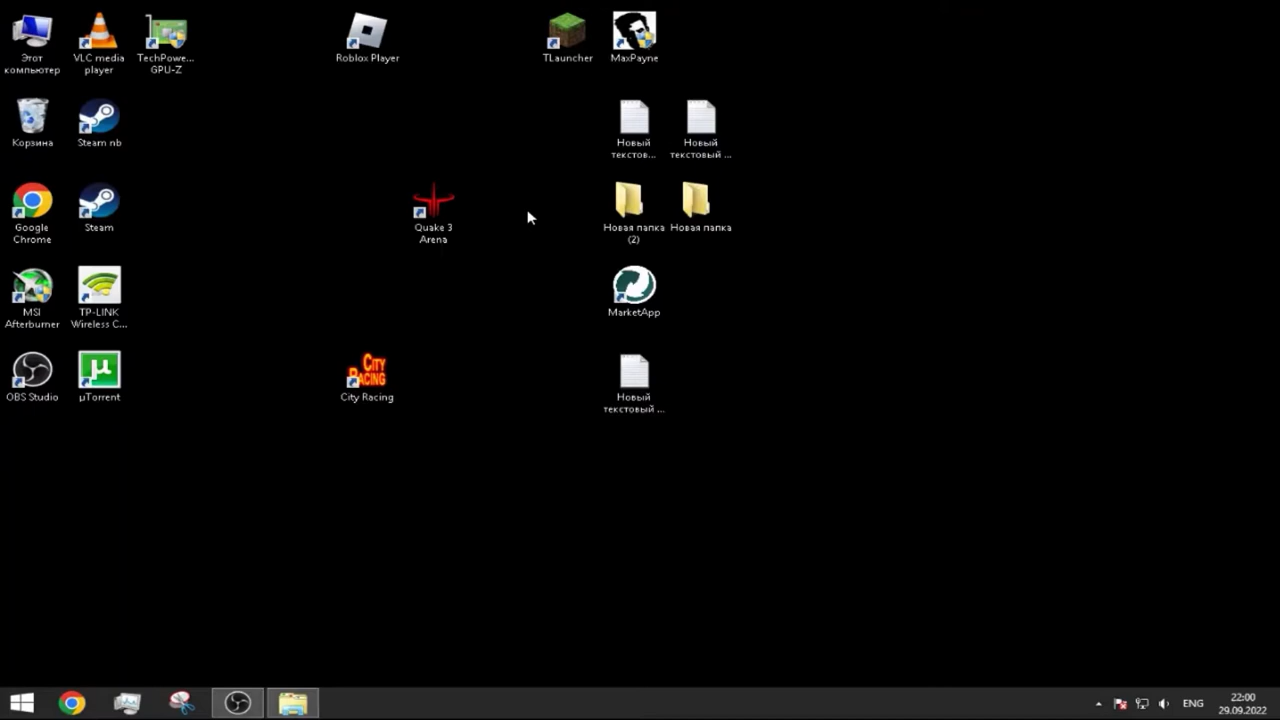 Этот
компьютер
VLC media
player
TechPowe...
GPU-Z
Roblox Player
TLauncher
MaxPayne
Корзина
Steam nb
Новый
текстов...
Новый
текстовый ...
Google
Chrome
Steam
Quake 3
Arena
Новая папка
(2)
Новая папка
MSI
Afterburner
TP-LINK
Wireless C...
MarketApp
OBS Studio
µTorrent
CITY
RACING
City Racing
Новый
текстовый ...
ENG
22:00
29.09.2022